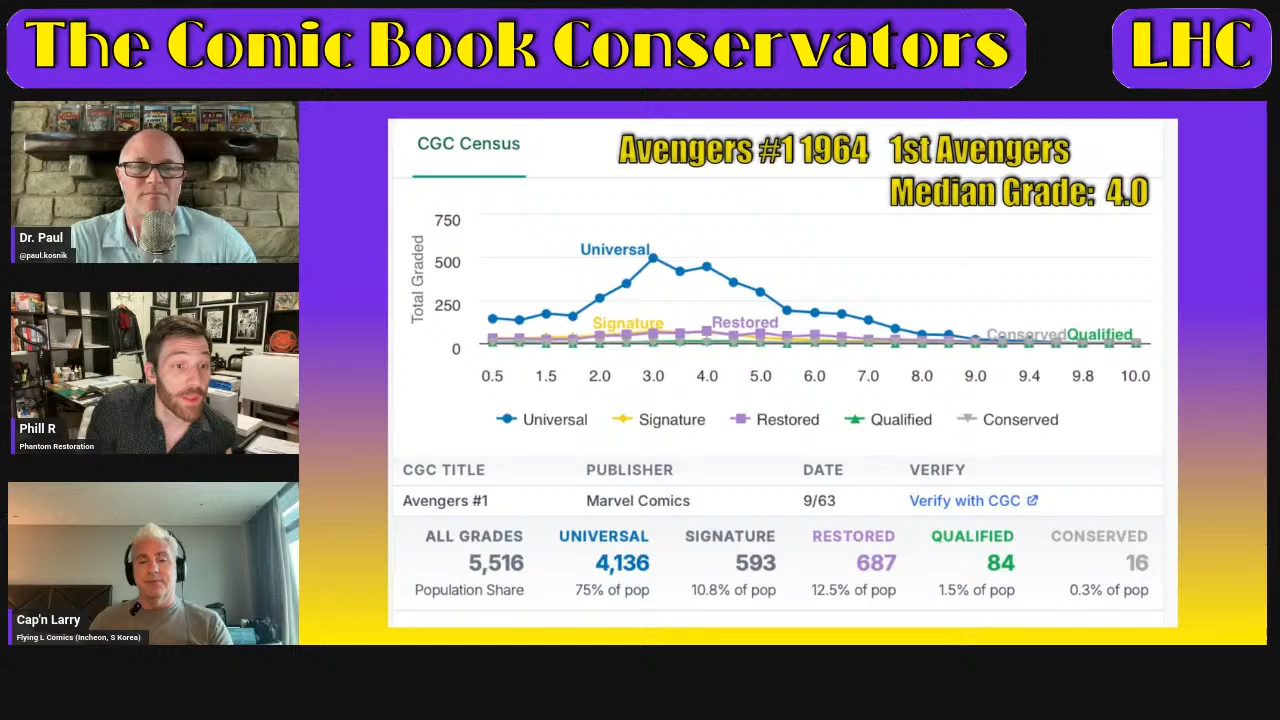 The Comic Book Conservators
LHC
Dr. Paul
@paul.kosnik
Phill R
Phantom Restoration
Cap'n Larry
Flying L Comics (Incheon, S Korea)
CGC Census
Avengers #1 1964 1st Avengers
Median Grade: 4.0
Total Graded
750
500
250
0
Universal
Signature
Restored
Conserved
Qualified
0.5 1.5 2.0 3.0 4.0 5.0 6.0 7.0 8.0 9.0 9.4 9.8 10.0
Universal Signature Restored Qualified Conserved
CGC TITLE PUBLISHER DATE VERIFY
Avengers #1 Marvel Comics 9/63 Verify with CGC
ALL GRADES UNIVERSAL SIGNATURE RESTORED QUALIFIED CONSERVED
5,516 4,136 593 687 84 16
Population Share 75% of pop 10.8% of pop 12.5% of pop 1.5% of pop 0.3% of pop